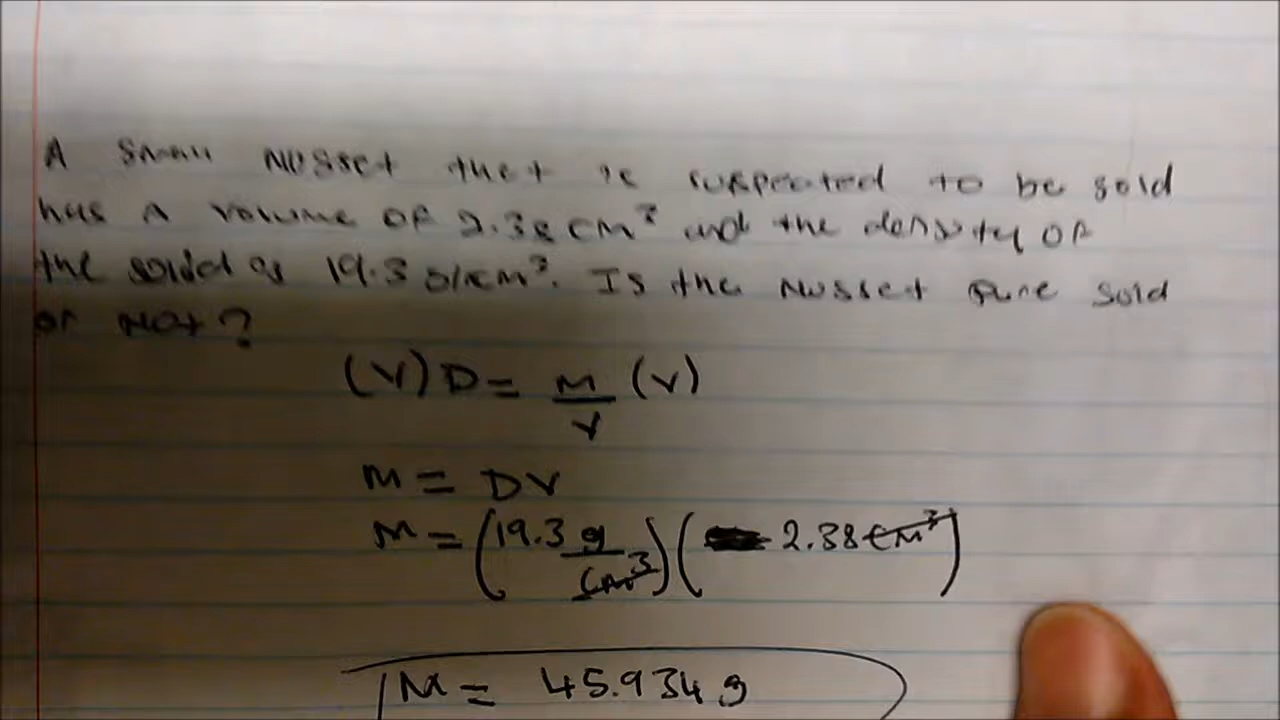 A small nugget that is suspected to be gold
has a volume of 2.38 cm³ and the density of
the solid is 19.3 g/cm³. Is the nugget pure gold
or not?
(V) D = M/V (V)
M = DV
M = (19.3 g/cm³)(2.38 cm³)
M = 45.934 g